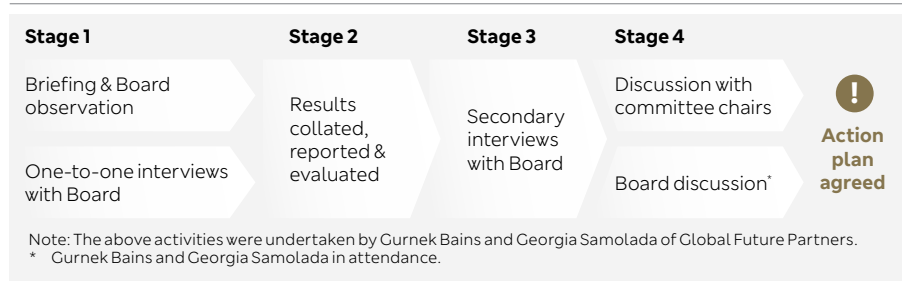 Stage 1
Briefing & Board
observation
One-to-one interviews
with Board
Stage 2
Results
collated,
reported &
evaluated
Stage 3
Secondary
interviews
with Board
Stage 4
Discussion with
committee chairs
Board discussion*
!
Action
plan
agreed
Note: The above activities were undertaken by Gurnek Bains and Georgia Samolada of Global Future Partners.
* Gurnek Bains and Georgia Samolada in attendance.